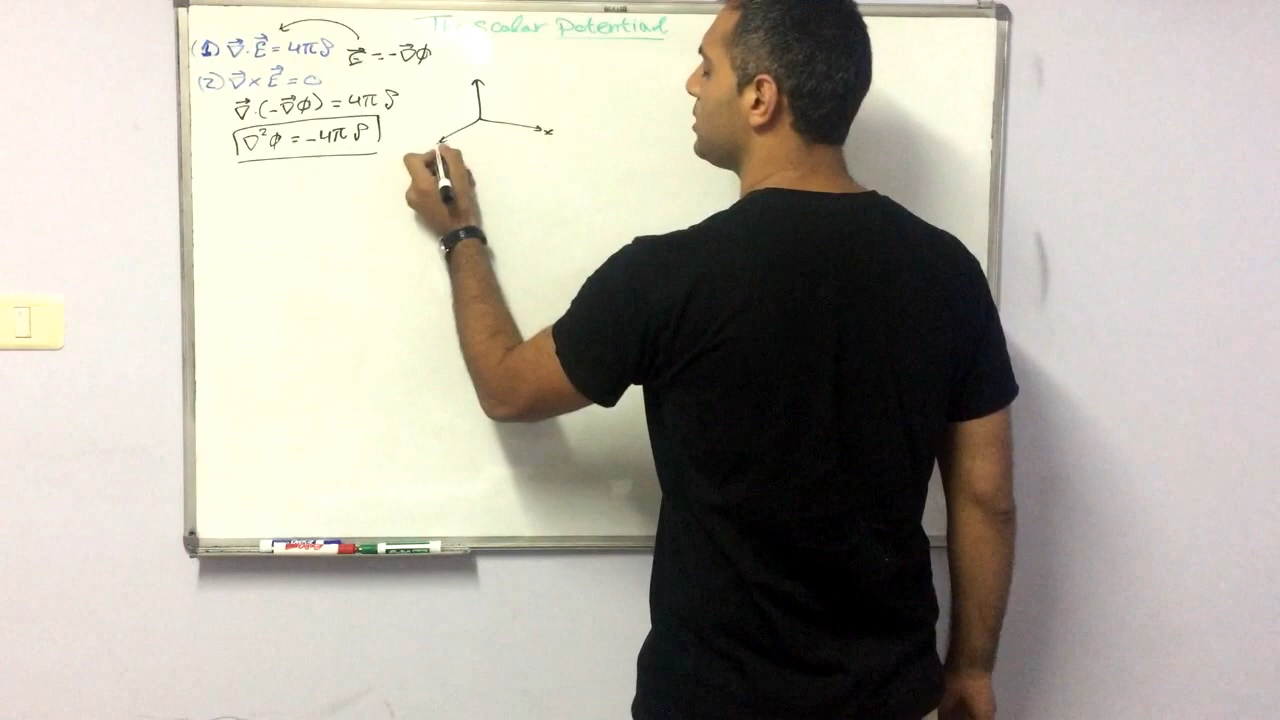 The scalar potential
(1) ∇⃗·E⃗ = 4πρ E⃗ = -∇⃗ϕ
(2) ∇⃗×E⃗ = 0
∇⃗·(-∇⃗ϕ) = 4πρ
∇²ϕ = -4πρ
x